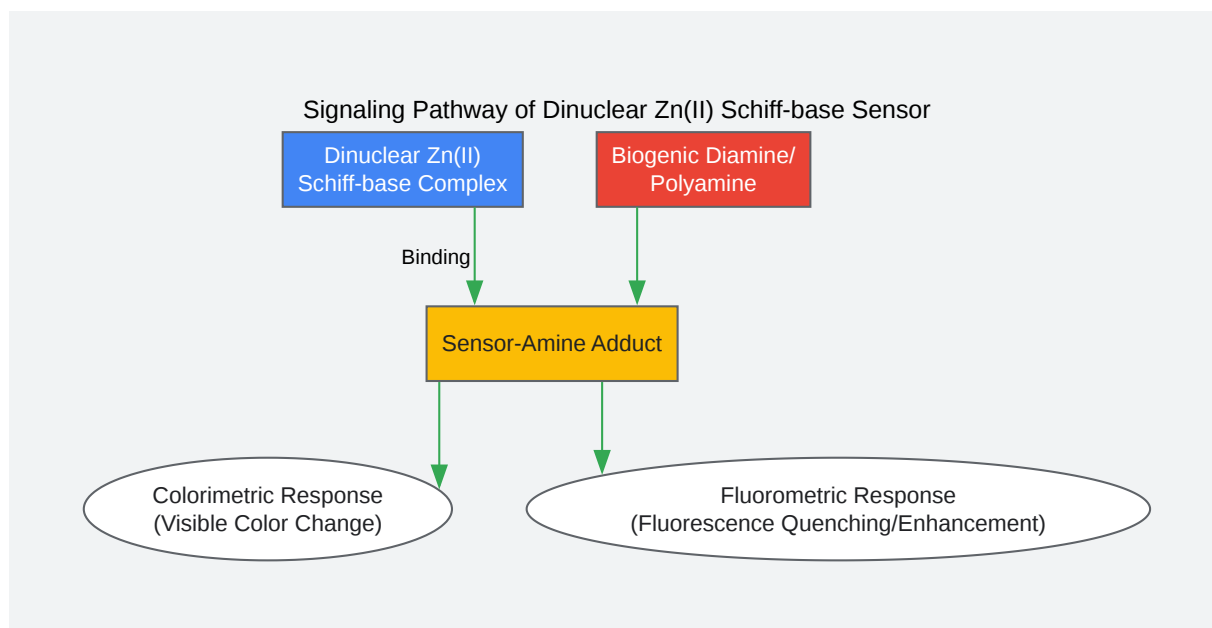 Signaling Pathway of Dinuclear Zn(II) Schiff-base Sensor
Dinuclear Zn(II)
Schiff-base Complex
Biogenic Diamine/
Polyamine
Binding
Sensor-Amine Adduct
Colorimetric Response
(Visible Color Change)
Fluorometric Response
(Fluorescence Quenching/Enhancement)